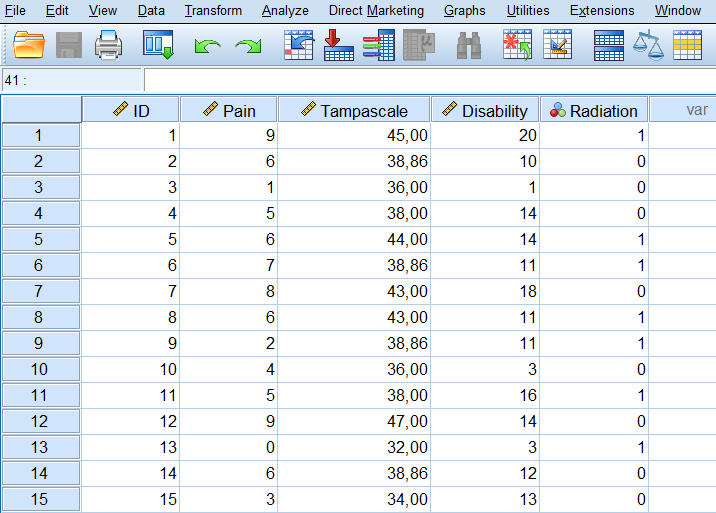 File Edit View Data Transform Analyze Direct Marketing Graphs Utilities Extensions Window
41 :
ID Pain Tampascale Disability Radiation var
1 1 9 45,00 20 1
2 2 6 38,86 10 0
3 3 1 36,00 1 0
4 4 5 38,00 14 0
5 5 6 44,00 14 1
6 6 7 38,86 11 1
7 7 8 43,00 18 0
8 8 6 43,00 11 1
9 9 2 38,86 11 1
10 10 4 36,00 3 0
11 11 5 38,00 16 1
12 12 9 47,00 14 0
13 13 0 32,00 3 1
14 14 6 38,86 12 0
15 15 3 34,00 13 0